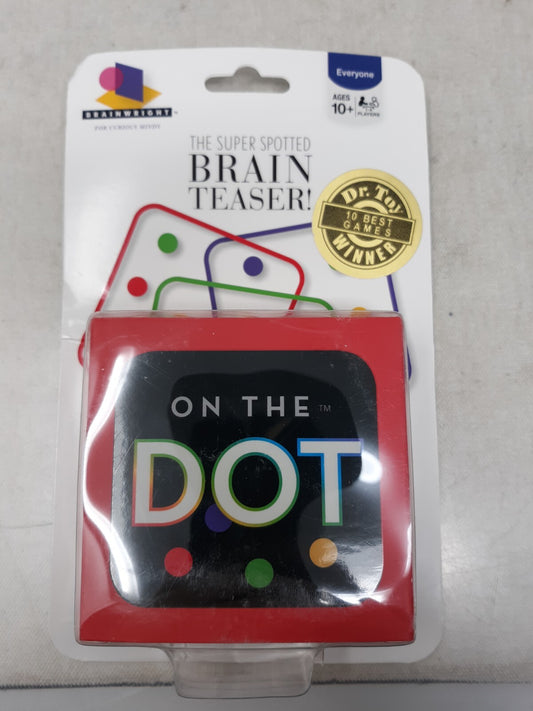 BRAINWRIGHT™
FOR CURIOUS MINDS
Everyone
AGES
10+
PLAYERS
THE SUPER SPOTTED
BRAIN
TEASER!
Dr. Toy
10 BEST
GAMES
WINNER
ON THE™
DOT